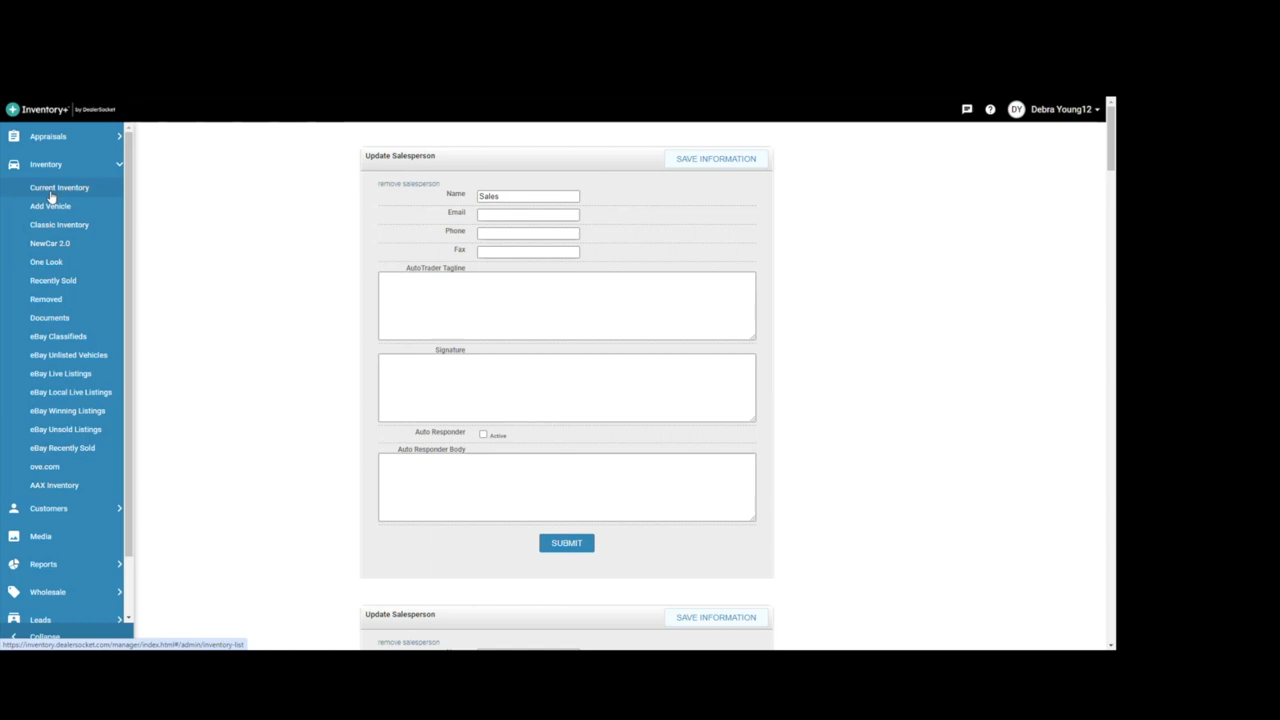 Inventory+ by DealerSocket
DY Debra Young12
Appraisals
Inventory
Current Inventory
Add Vehicle
Classic Inventory
NewCar 2.0
One Look
Recently Sold
Removed
Documents
eBay Classifieds
eBay Unlisted Vehicles
eBay Live Listings
eBay Local Live Listings
eBay Winning Listings
eBay Unsold Listings
eBay Recently Sold
ove.com
AAX Inventory
Customers
Media
Reports
Wholesale
Leads
Collapse
https://inventory.dealersocket.com/manager/index.html#/admin/inventory-list
Update Salesperson
SAVE INFORMATION
remove salesperson
Name Sales
Email
Phone
Fax
AutoTrader Tagline
Signature
Auto Responder Active
Auto Responder Body
SUBMIT
Update Salesperson
SAVE INFORMATION
remove salesperson